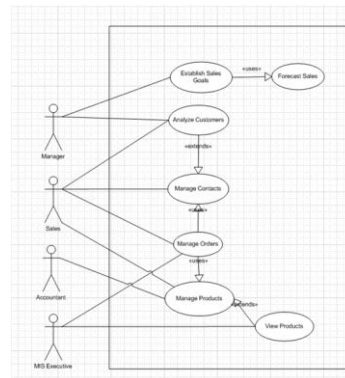 «uses»
Establish Sales
Goals
Forecast Sales
Analyze Customers
Manager
«extends»
Manage Contacts
Sales
«uses»
Manage Orders
«uses»
Accountant
Manage Products
«extends»
View Products
MIS Executive